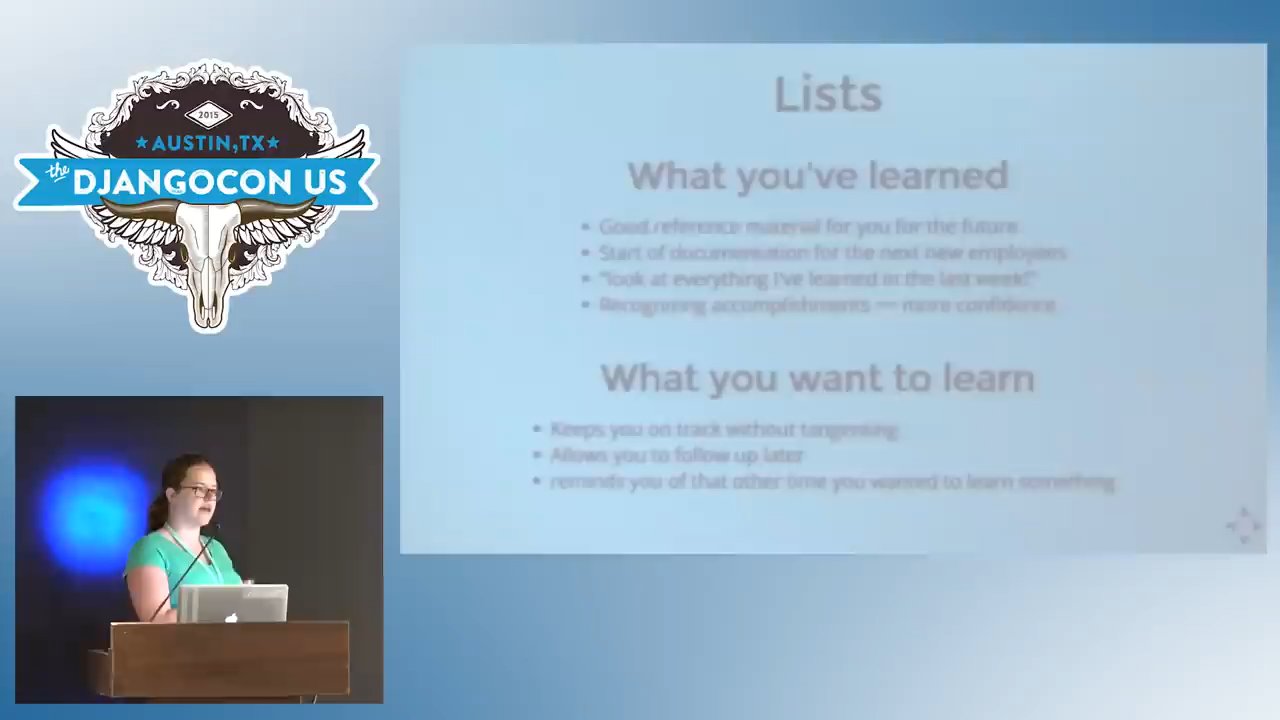 2015
AUSTIN, TX
the
DJANGOCON US
Lists
What you've learned
Good reference material for you for the future
Start of documentation for the next new employees
"look at everything I've learned in the last week!"
Recognizing accomplishments — more confidence
What you want to learn
Keeps you on track without tangenting
Allows you to follow up later
reminds you of that other time you wanted to learn something